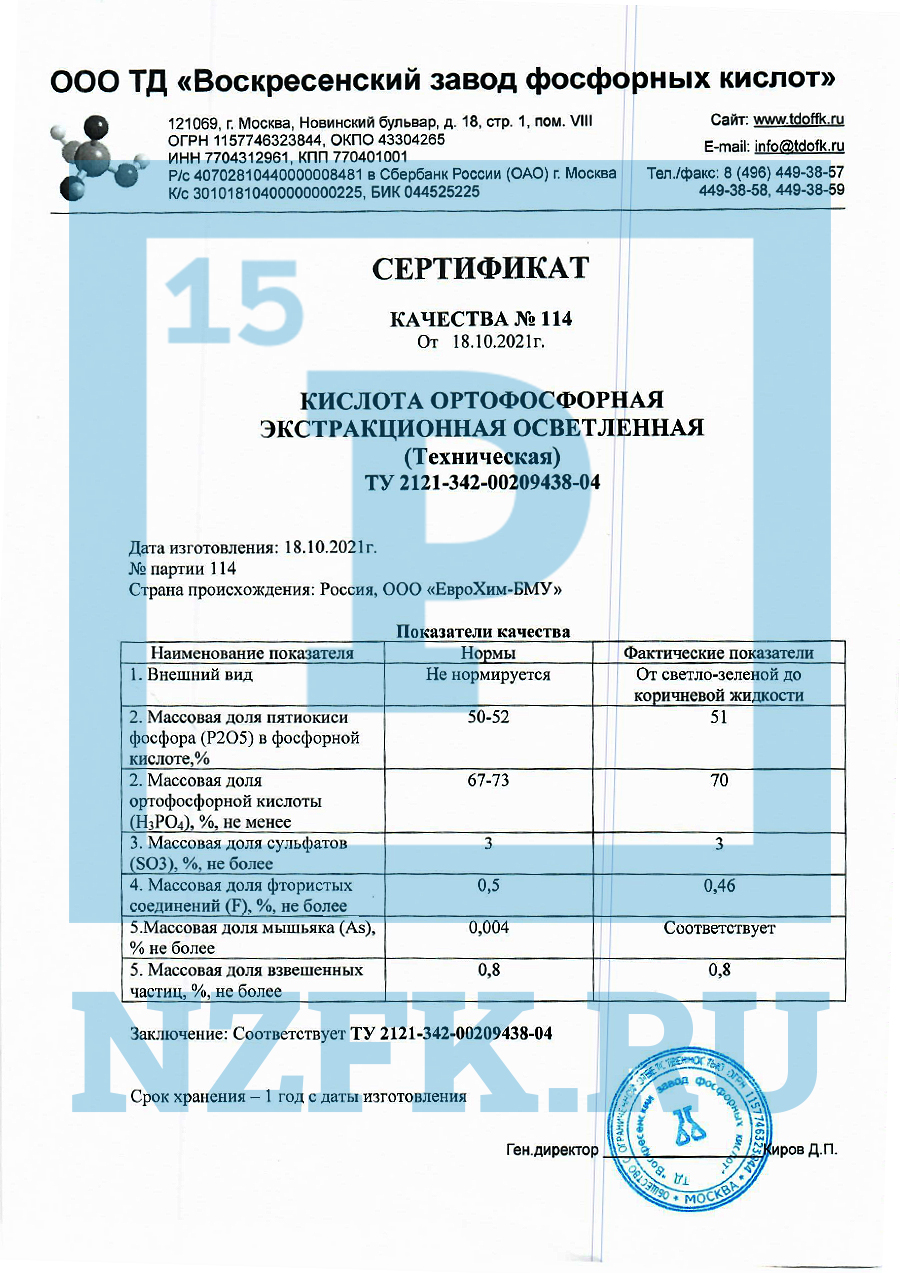 ООО ТД «Воскресенский завод фосфорных кислот»
121069, г. Москва, Новинский бульвар, д. 18, стр. 1, пом. VIII
ОГРН 1157746323844, ОКПО 43304265
ИНН 7704312961, КПП 770401001
Р/с 40702810440000008481 в Сбербанк России (ОАО) г. Москва
К/с 30101810400000000225, БИК 044525225
Сайт: www.tdoffk.ru
E-mail: info@tdofk.ru
Тел./факс: 8 (496) 449-38-57
449-38-58, 449-38-59
15
P
СЕРТИФИКАТ
КАЧЕСТВА № 114
От 18.10.2021г.
КИСЛОТА ОРТОФОСФОРНАЯ
ЭКСТРАКЦИОННАЯ ОСВЕТЛЕННАЯ
(Техническая)
ТУ 2121-342-00209438-04
Дата изготовления: 18.10.2021г.
№ партии 114
Страна происхождения: Россия, ООО «ЕвроХим-БМУ»
Показатели качества
Наименование показателя Нормы Фактические показатели
1. Внешний вид Не нормируется От светло-зеленой до
коричневой жидкости
2. Массовая доля пятиокиси 50-52 51
фосфора (P2O5) в фосфорной
кислоте,%
2. Массовая доля 67-73 70
ортофосфорной кислоты
(H₃PO₄), %, не менее
3. Массовая доля сульфатов 3 3
(SO3), %, не более
4. Массовая доля фтористых 0,5 0,46
соединений (F), %, не более
5.Массовая доля мышьяка (As), 0,004 Соответствует
% не более
5. Массовая доля взвешенных 0,8 0,8
частиц, %, не более
NZFK.RU
Заключение: Соответствует ТУ 2121-342-00209438-04
Срок хранения – 1 год с даты изготовления
Ген.директор Киров Д.П.
ОБЩЕСТВО С ОГРАНИЧЕННОЙ ОТВЕТСТВЕННОСТЬЮ ОГРН 1157746323844
* МОСКВА *
ТД "Воскресенский завод фосфорных кислот"